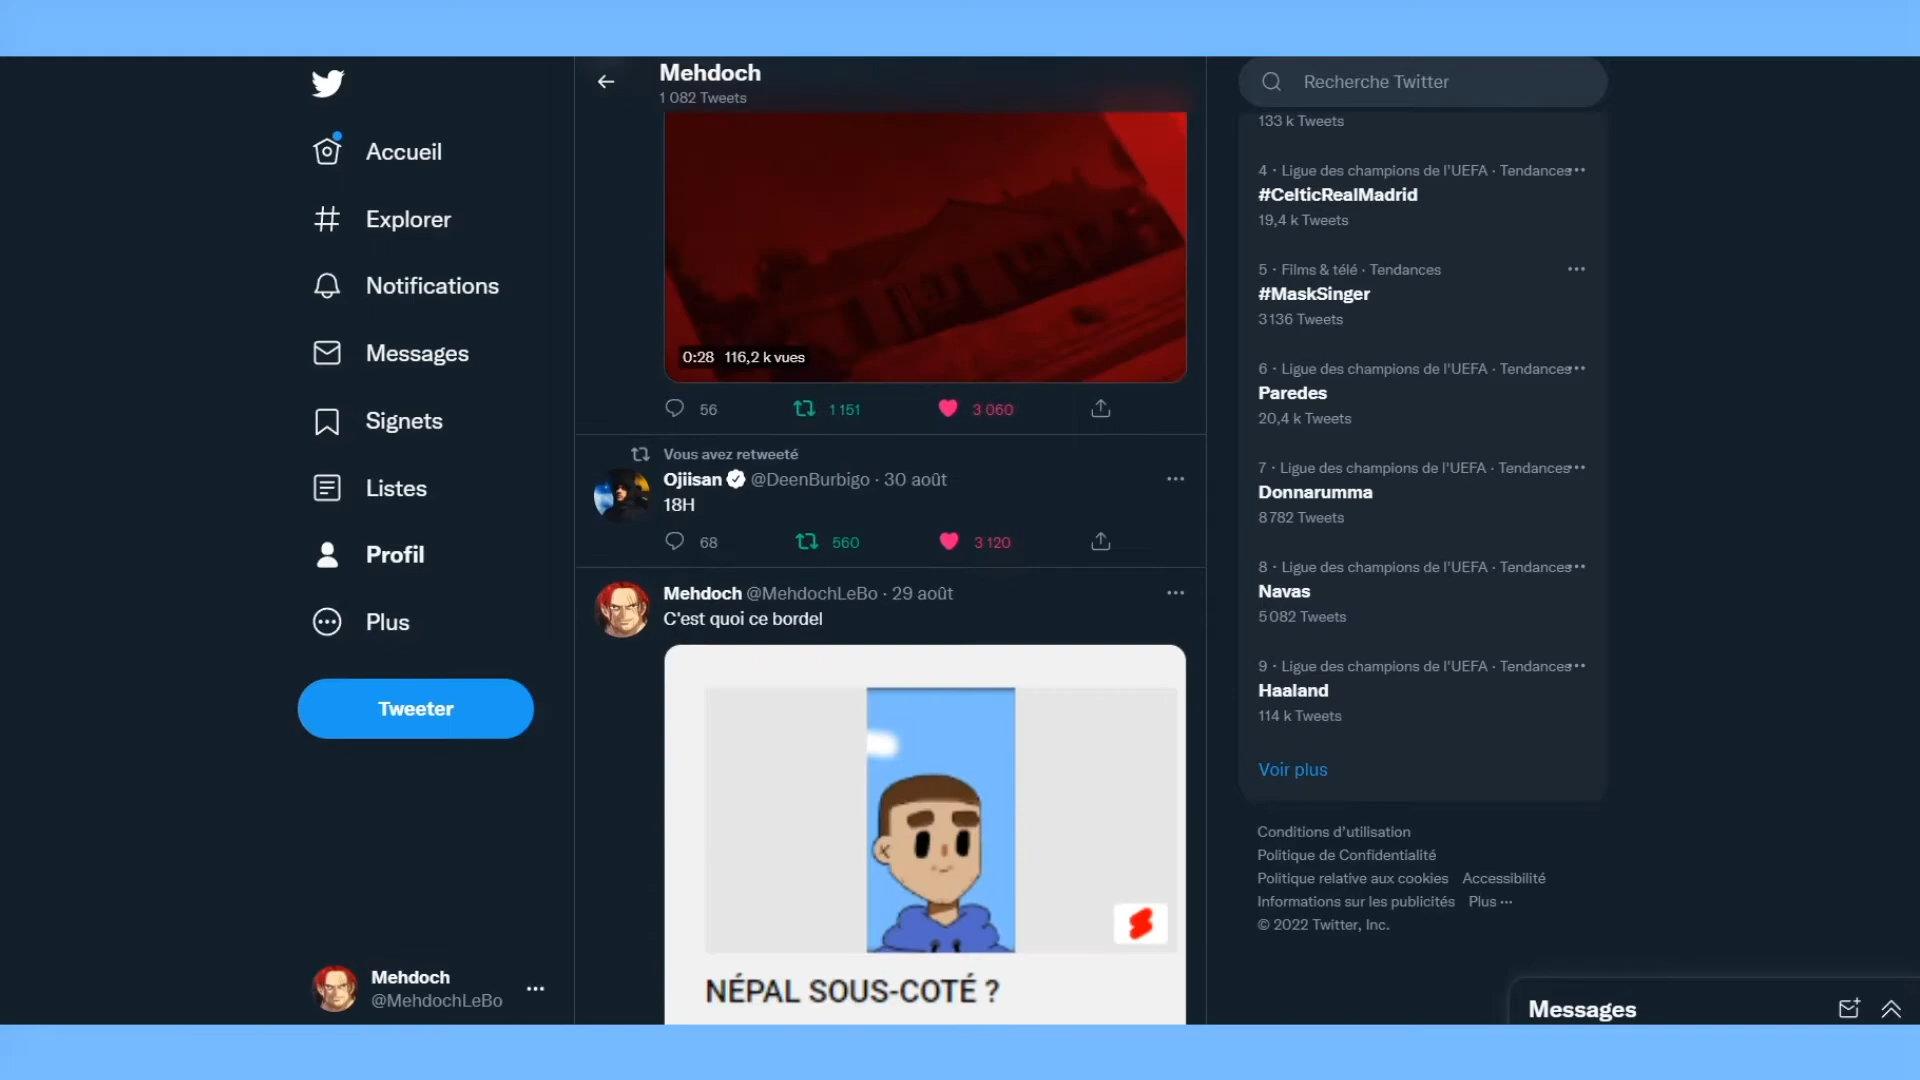 Accueil
Explorer
Notifications
Messages
Signets
Listes
Profil
Plus
Tweeter
Mehdoch
@MehdochLeBo
Mehdoch
1 082 Tweets
0:28 116,2 k vues
56 1 151 3 060
Vous avez retweeté
Ojiisan @DeenBurbigo · 30 août
18H
68 560 3 120
Mehdoch @MehdochLeBo · 29 août
C'est quoi ce bordel
NÉPAL SOUS-COTÉ ?
Recherche Twitter
133 k Tweets
4 · Ligue des champions de l'UEFA · Tendances
#CelticRealMadrid
19,4 k Tweets
5 · Films & télé · Tendances
#MaskSinger
3 136 Tweets
6 · Ligue des champions de l'UEFA · Tendances
Paredes
20,4 k Tweets
7 · Ligue des champions de l'UEFA · Tendances
Donnarumma
8 782 Tweets
8 · Ligue des champions de l'UEFA · Tendances
Navas
5 082 Tweets
9 · Ligue des champions de l'UEFA · Tendances
Haaland
114 k Tweets
Voir plus
Conditions d'utilisation
Politique de Confidentialité
Politique relative aux cookies Accessibilité
Informations sur les publicités Plus ···
© 2022 Twitter, Inc.
Messages